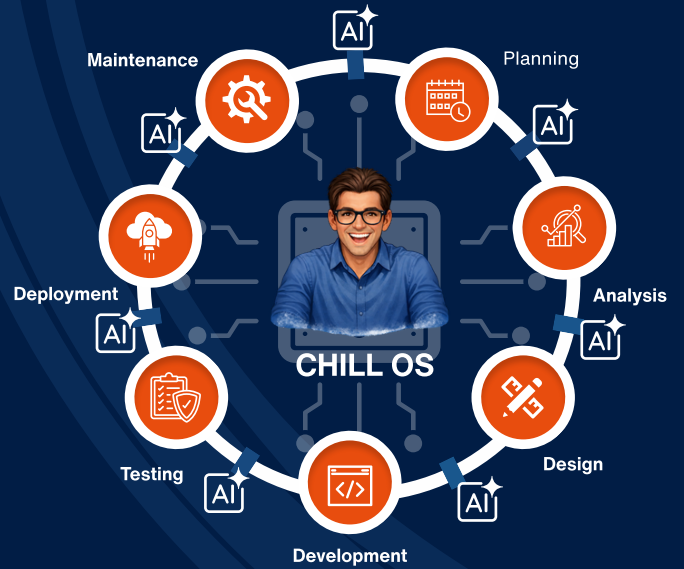 AI
Maintenance
Planning
AI
AI
Deployment
Analysis
AI
AI
CHILL OS
Testing
Design
AI
AI
</>
Development